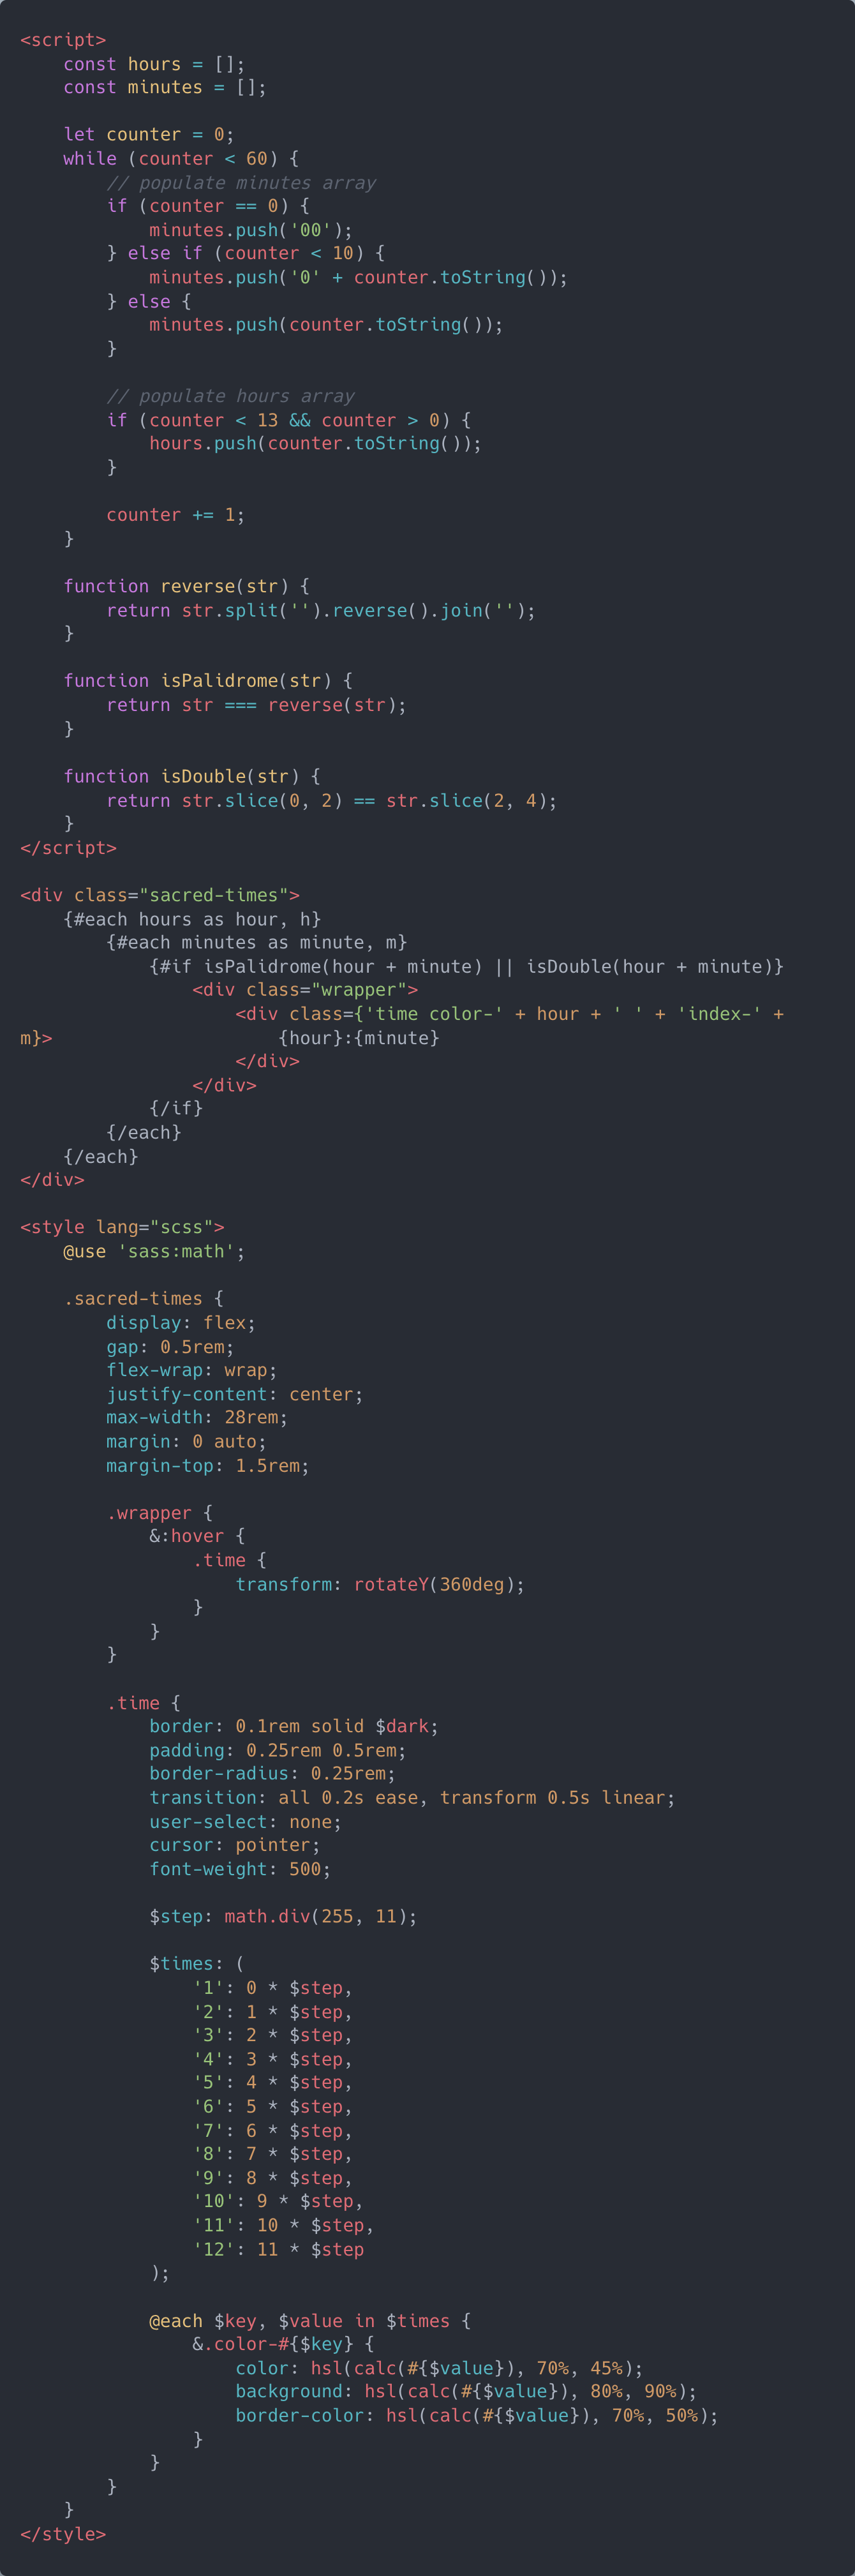 <script>
    const hours = [];
    const minutes = [];

    let counter = 0;
    while (counter < 60) {
        // populate minutes array
        if (counter == 0) {
            minutes.push('00');
        } else if (counter < 10) {
            minutes.push('0' + counter.toString());
        } else {
            minutes.push(counter.toString());
        }

        // populate hours array
        if (counter < 13 && counter > 0) {
            hours.push(counter.toString());
        }

        counter += 1;
    }

    function reverse(str) {
        return str.split('').reverse().join('');
    }

    function isPalidrome(str) {
        return str === reverse(str);
    }

    function isDouble(str) {
        return str.slice(0, 2) == str.slice(2, 4);
    }
</script>

<div class="sacred-times">
    {#each hours as hour, h}
        {#each minutes as minute, m}
            {#if isPalidrome(hour + minute) || isDouble(hour + minute)}
                <div class="wrapper">
                    <div class={'time color-' + hour + ' ' + 'index-' +
m}>                     {hour}:{minute}
                    </div>
                </div>
            {/if}
        {/each}
    {/each}
</div>

<style lang="scss">
    @use 'sass:math';

    .sacred-times {
        display: flex;
        gap: 0.5rem;
        flex-wrap: wrap;
        justify-content: center;
        max-width: 28rem;
        margin: 0 auto;
        margin-top: 1.5rem;

        .wrapper {
            &:hover {
                .time {
                    transform: rotateY(360deg);
                }
            }
        }

        .time {
            border: 0.1rem solid $dark;
            padding: 0.25rem 0.5rem;
            border-radius: 0.25rem;
            transition: all 0.2s ease, transform 0.5s linear;
            user-select: none;
            cursor: pointer;
            font-weight: 500;

            $step: math.div(255, 11);

            $times: (
                '1': 0 * $step,
                '2': 1 * $step,
                '3': 2 * $step,
                '4': 3 * $step,
                '5': 4 * $step,
                '6': 5 * $step,
                '7': 6 * $step,
                '8': 7 * $step,
                '9': 8 * $step,
                '10': 9 * $step,
                '11': 10 * $step,
                '12': 11 * $step
            );

            @each $key, $value in $times {
                &.color-#{$key} {
                    color: hsl(calc(#{$value}), 70%, 45%);
                    background: hsl(calc(#{$value}), 80%, 90%);
                    border-color: hsl(calc(#{$value}), 70%, 50%);
                }
            }
        }
    }
</style>